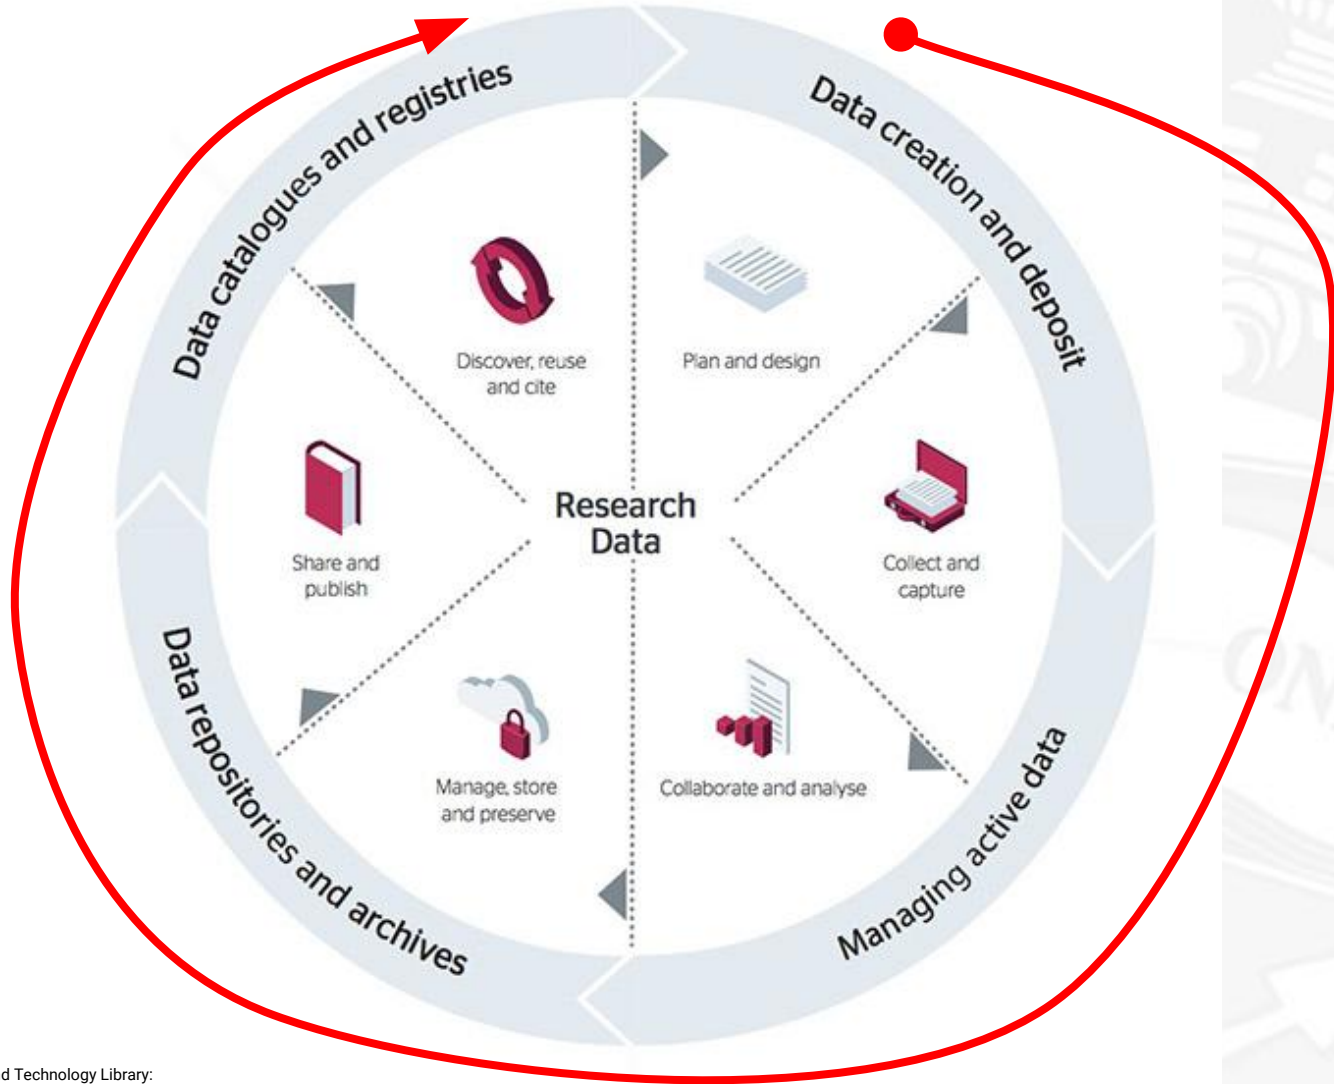 Data catalogues and registries
Data creation and deposit
Discover, reuse
and cite
Plan and design
Share and
publish
Research
Data
Collect and
capture
Manage, store
and preserve
Collaborate and analyse
Data repositories and archives
Managing active data
ON
d Technology Library: